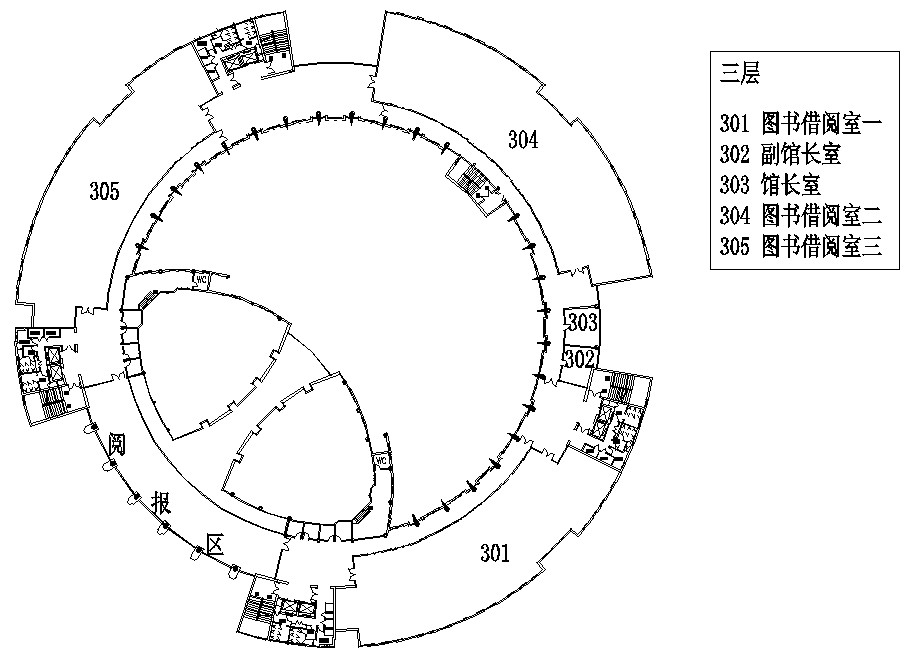 三层
301 图书借阅室一
302 副馆长室
303 馆长室
304 图书借阅室二
305 图书借阅室三
304
305
WC
303
302
阅
报
区
WC
301